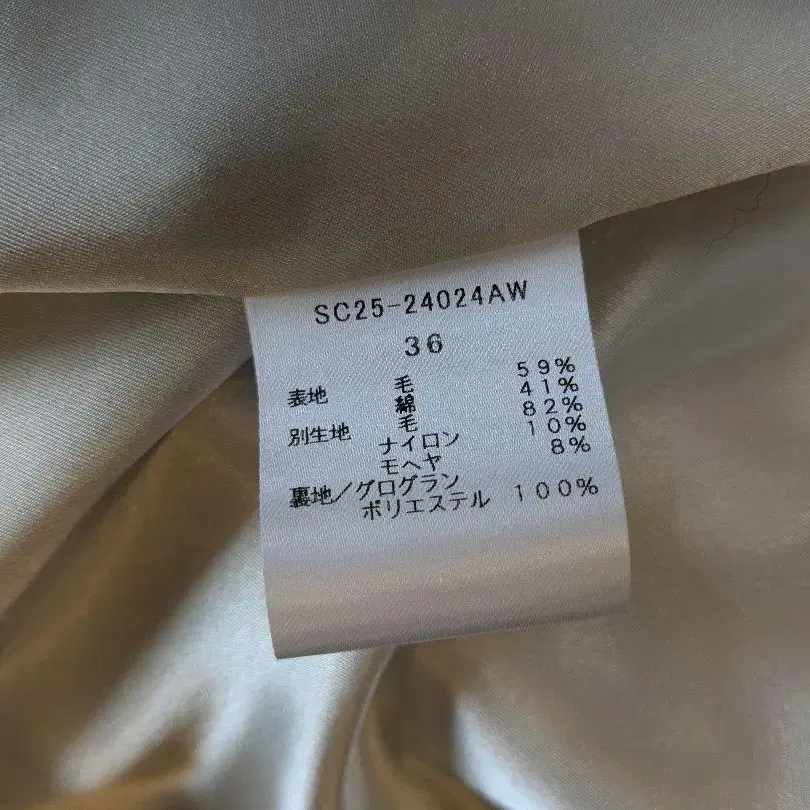 SC25-24024AW
36
表地 毛 59%
綿 41%
別生地 毛 82%
ナイロン 10%
モヘヤ 8%
裏地/グログラン
ポリエステル 100%